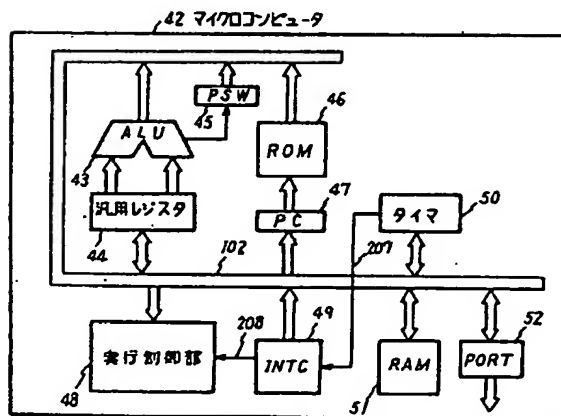 42 マイクロコンピュータ
PSW
45
46
ALU
ROM
43
47
汎用レジスタ
PC
タイマ
50
44
102
207
49
208
52
実行制御部
INTC
RAM
PORT
48
51